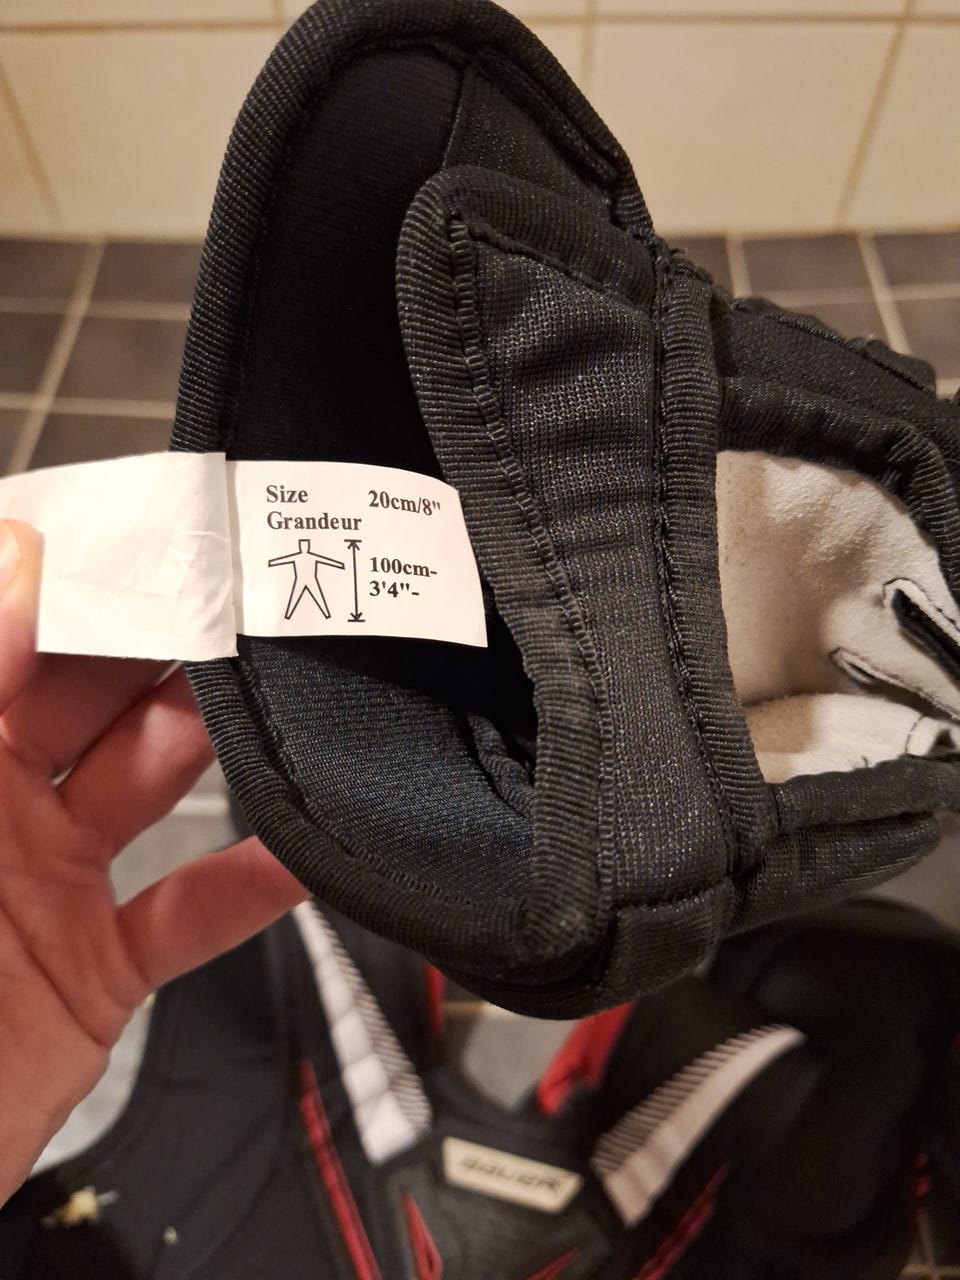 Size 20cm/8"
Grandeur
100cm-
3'4"-
BAUER